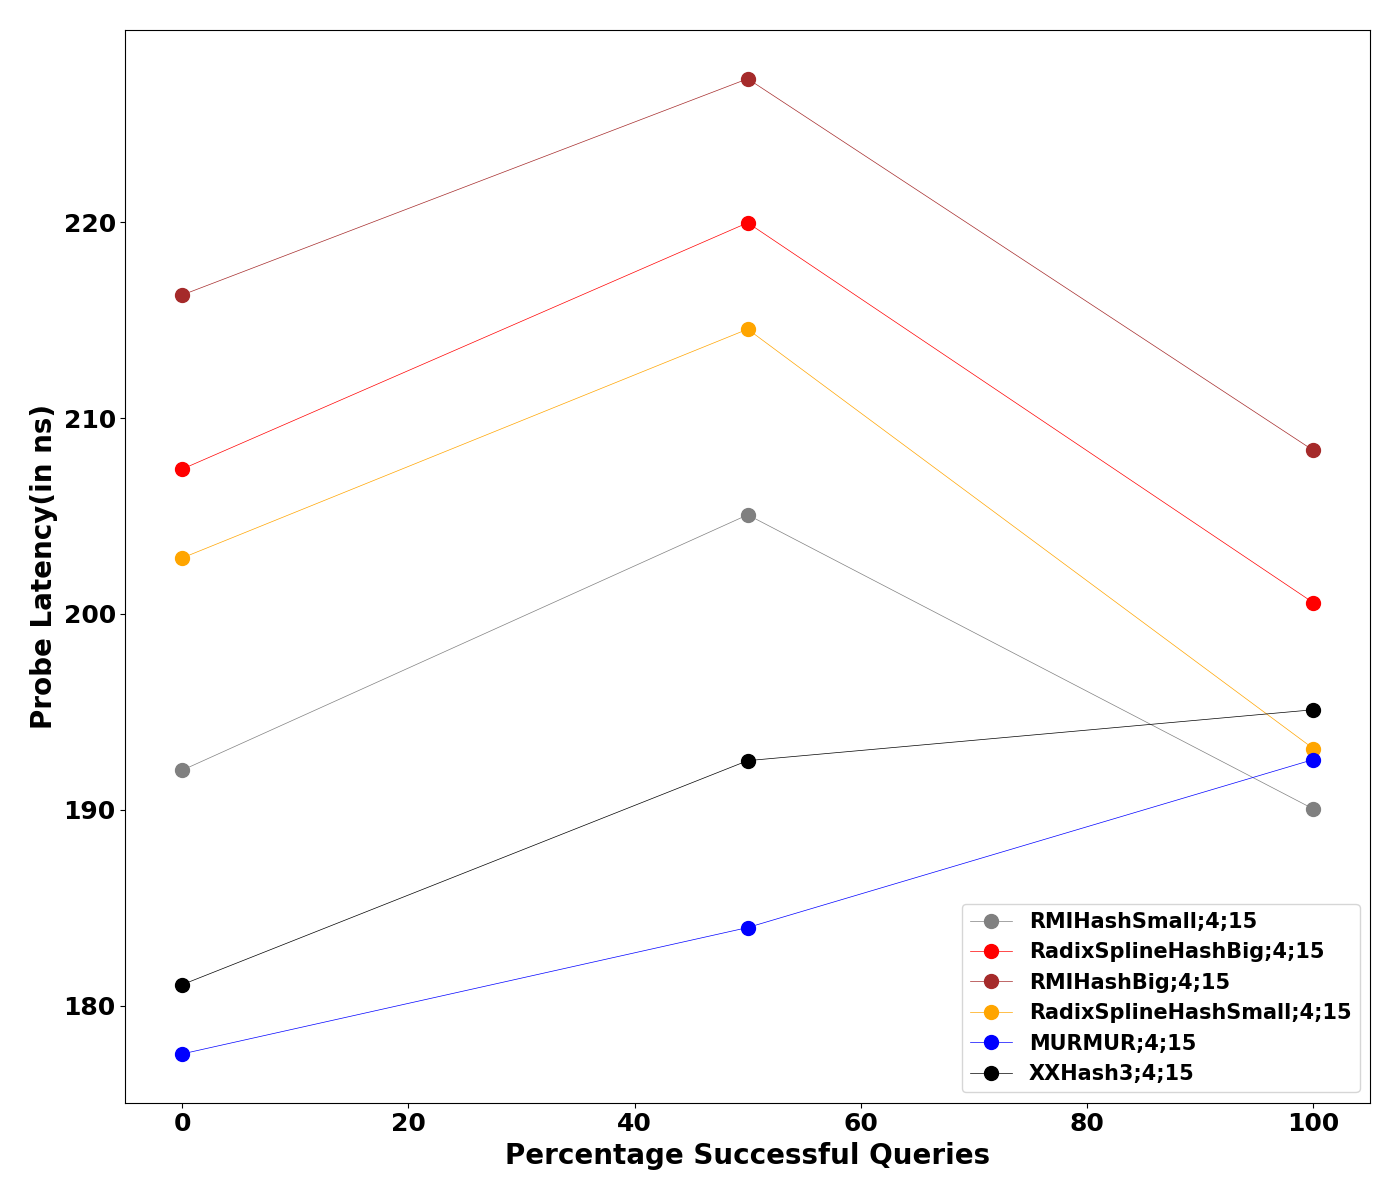 220
210
200
190
180
Probe Latency(in ns)
0 20 40 60 80 100
Percentage Successful Queries
RMIHashSmall;4;15
RadixSplineHashBig;4;15
RMIHashBig;4;15
RadixSplineHashSmall;4;15
MURMUR;4;15
XXHash3;4;15